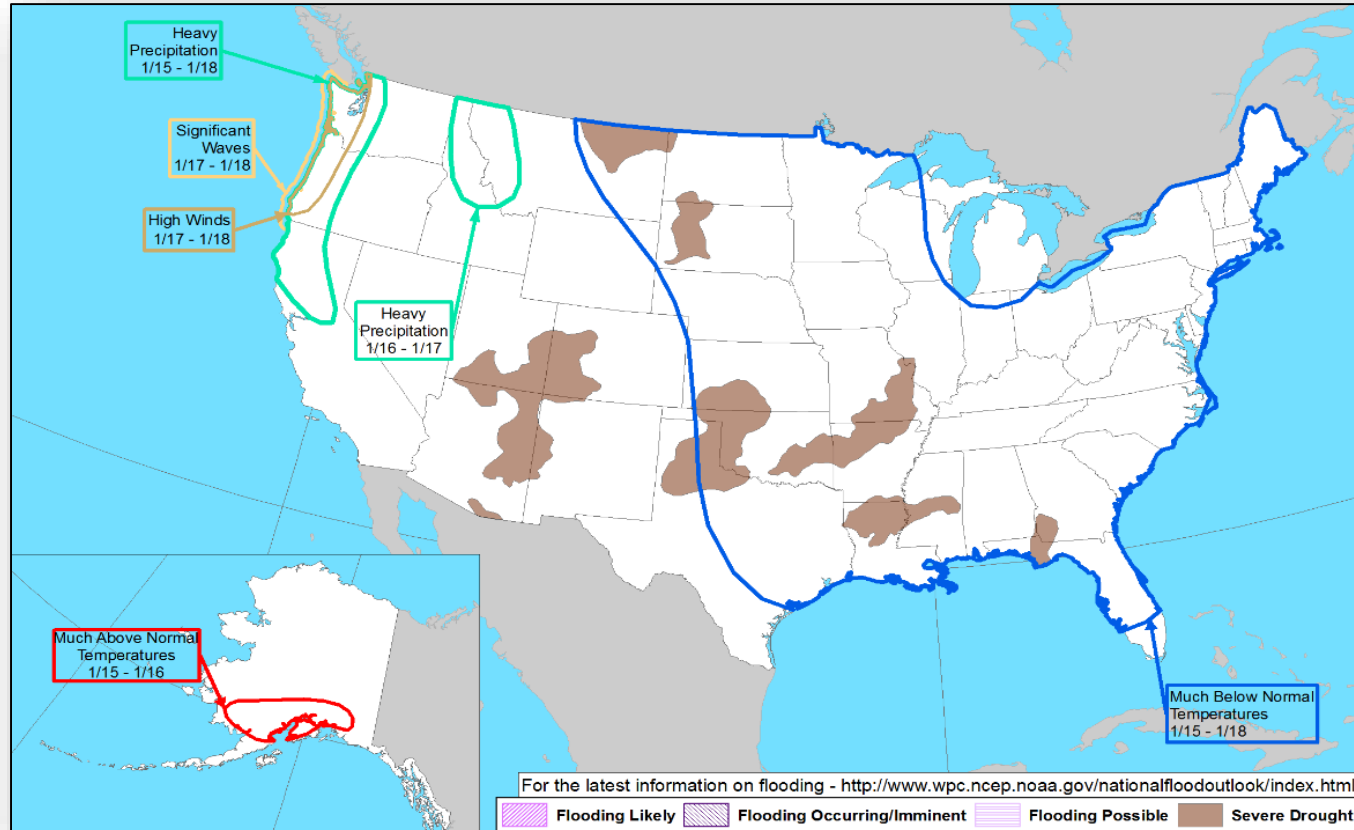 Heavy
Precipitation
1/15 - 1/18
Significant
Waves
1/17 - 1/18
High Winds
1/17 - 1/18
Heavy
Precipitation
1/16 - 1/17
Much Above Normal
Temperatures
1/15 - 1/16
Much Below Normal
Temperatures
1/15 - 1/18
For the latest information on flooding - http://www.wpc.ncep.noaa.gov/nationalfloodoutlook/index.html
Flooding Likely Flooding Occurring/Imminent Flooding Possible Severe Drought